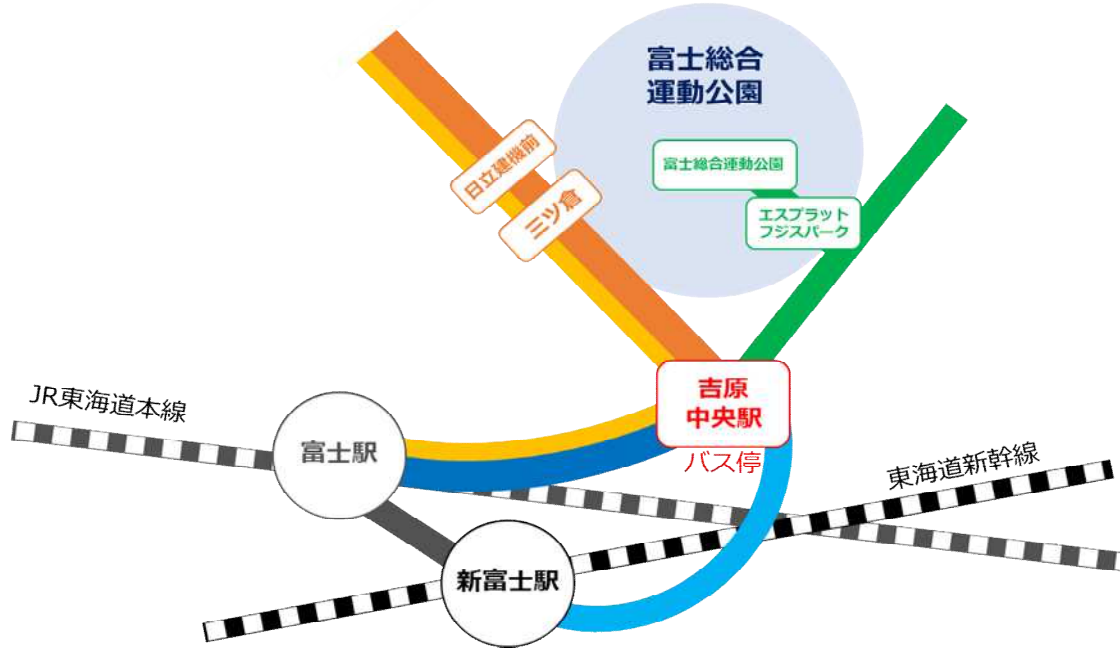 富士総合
運動公園
富士総合運動公園
エスプラット
フジスパーク
日立建機前
三ツ倉
吉原
中央駅
バス停
JR東海道本線
富士駅
東海道新幹線
新富士駅